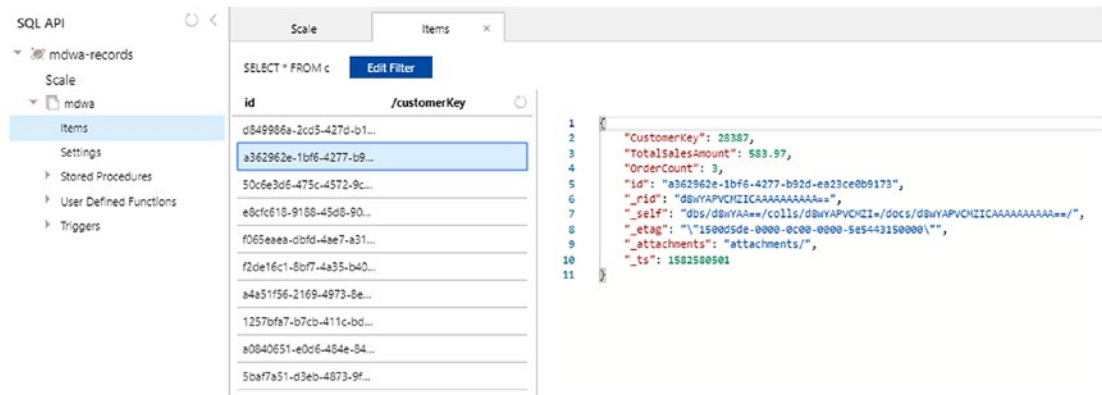 SQL API
mdwa-records
Scale
mdwa
Items
Settings
Stored Procedures
User Defined Functions
Triggers
Scale
Items ×
SELECT * FROM c
Edit Filter
id /customerKey
d849986a-2cd5-427d-b1...
a362962e-1bf6-4277-b9...
50c6e3d6-475c-4572-9c...
e8cfc618-9188-45d8-90...
f065eaea-dbfd-4ae7-a31...
f2de16c1-8bf7-4a35-b40...
a4a51f56-2169-4973-8e...
1257bfa7-b7cb-411c-bd...
a0840651-e0d6-484e-84...
5baf7a51-d3eb-4873-9f...
1 {
2 "CustomerKey": 28387,
3 "TotalSalesAmount": 583.97,
4 "OrderCount": 3,
5 "id": "a362962e-1bf6-4277-b92d-ea23ce0b9173",
6 "_rid": "d8wYAPVCMZICAAAAAAAAAA==",
7 "_self": "dbs/d8wYAA==/colls/d8wYAPVCMZI=/docs/d8wYAPVCMZICAAAAAAAAAA==/",
8 "_etag": "\"1500d5de-0000-0c00-0000-5e5443150000\"",
9 "_attachments": "attachments/",
10 "_ts": 1582580501
11 }